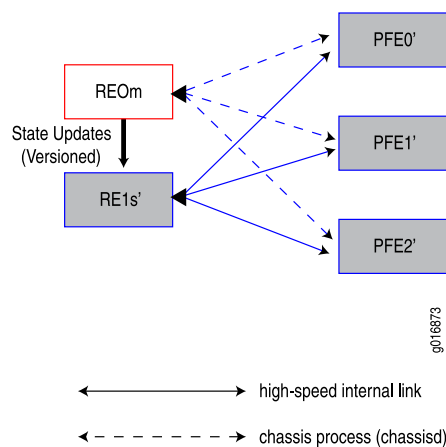 PFE0'
REOm
State Updates
(Versioned)
PFE1'
RE1s'
PFE2'
g016873
high-speed internal link
chassis process (chassisd)